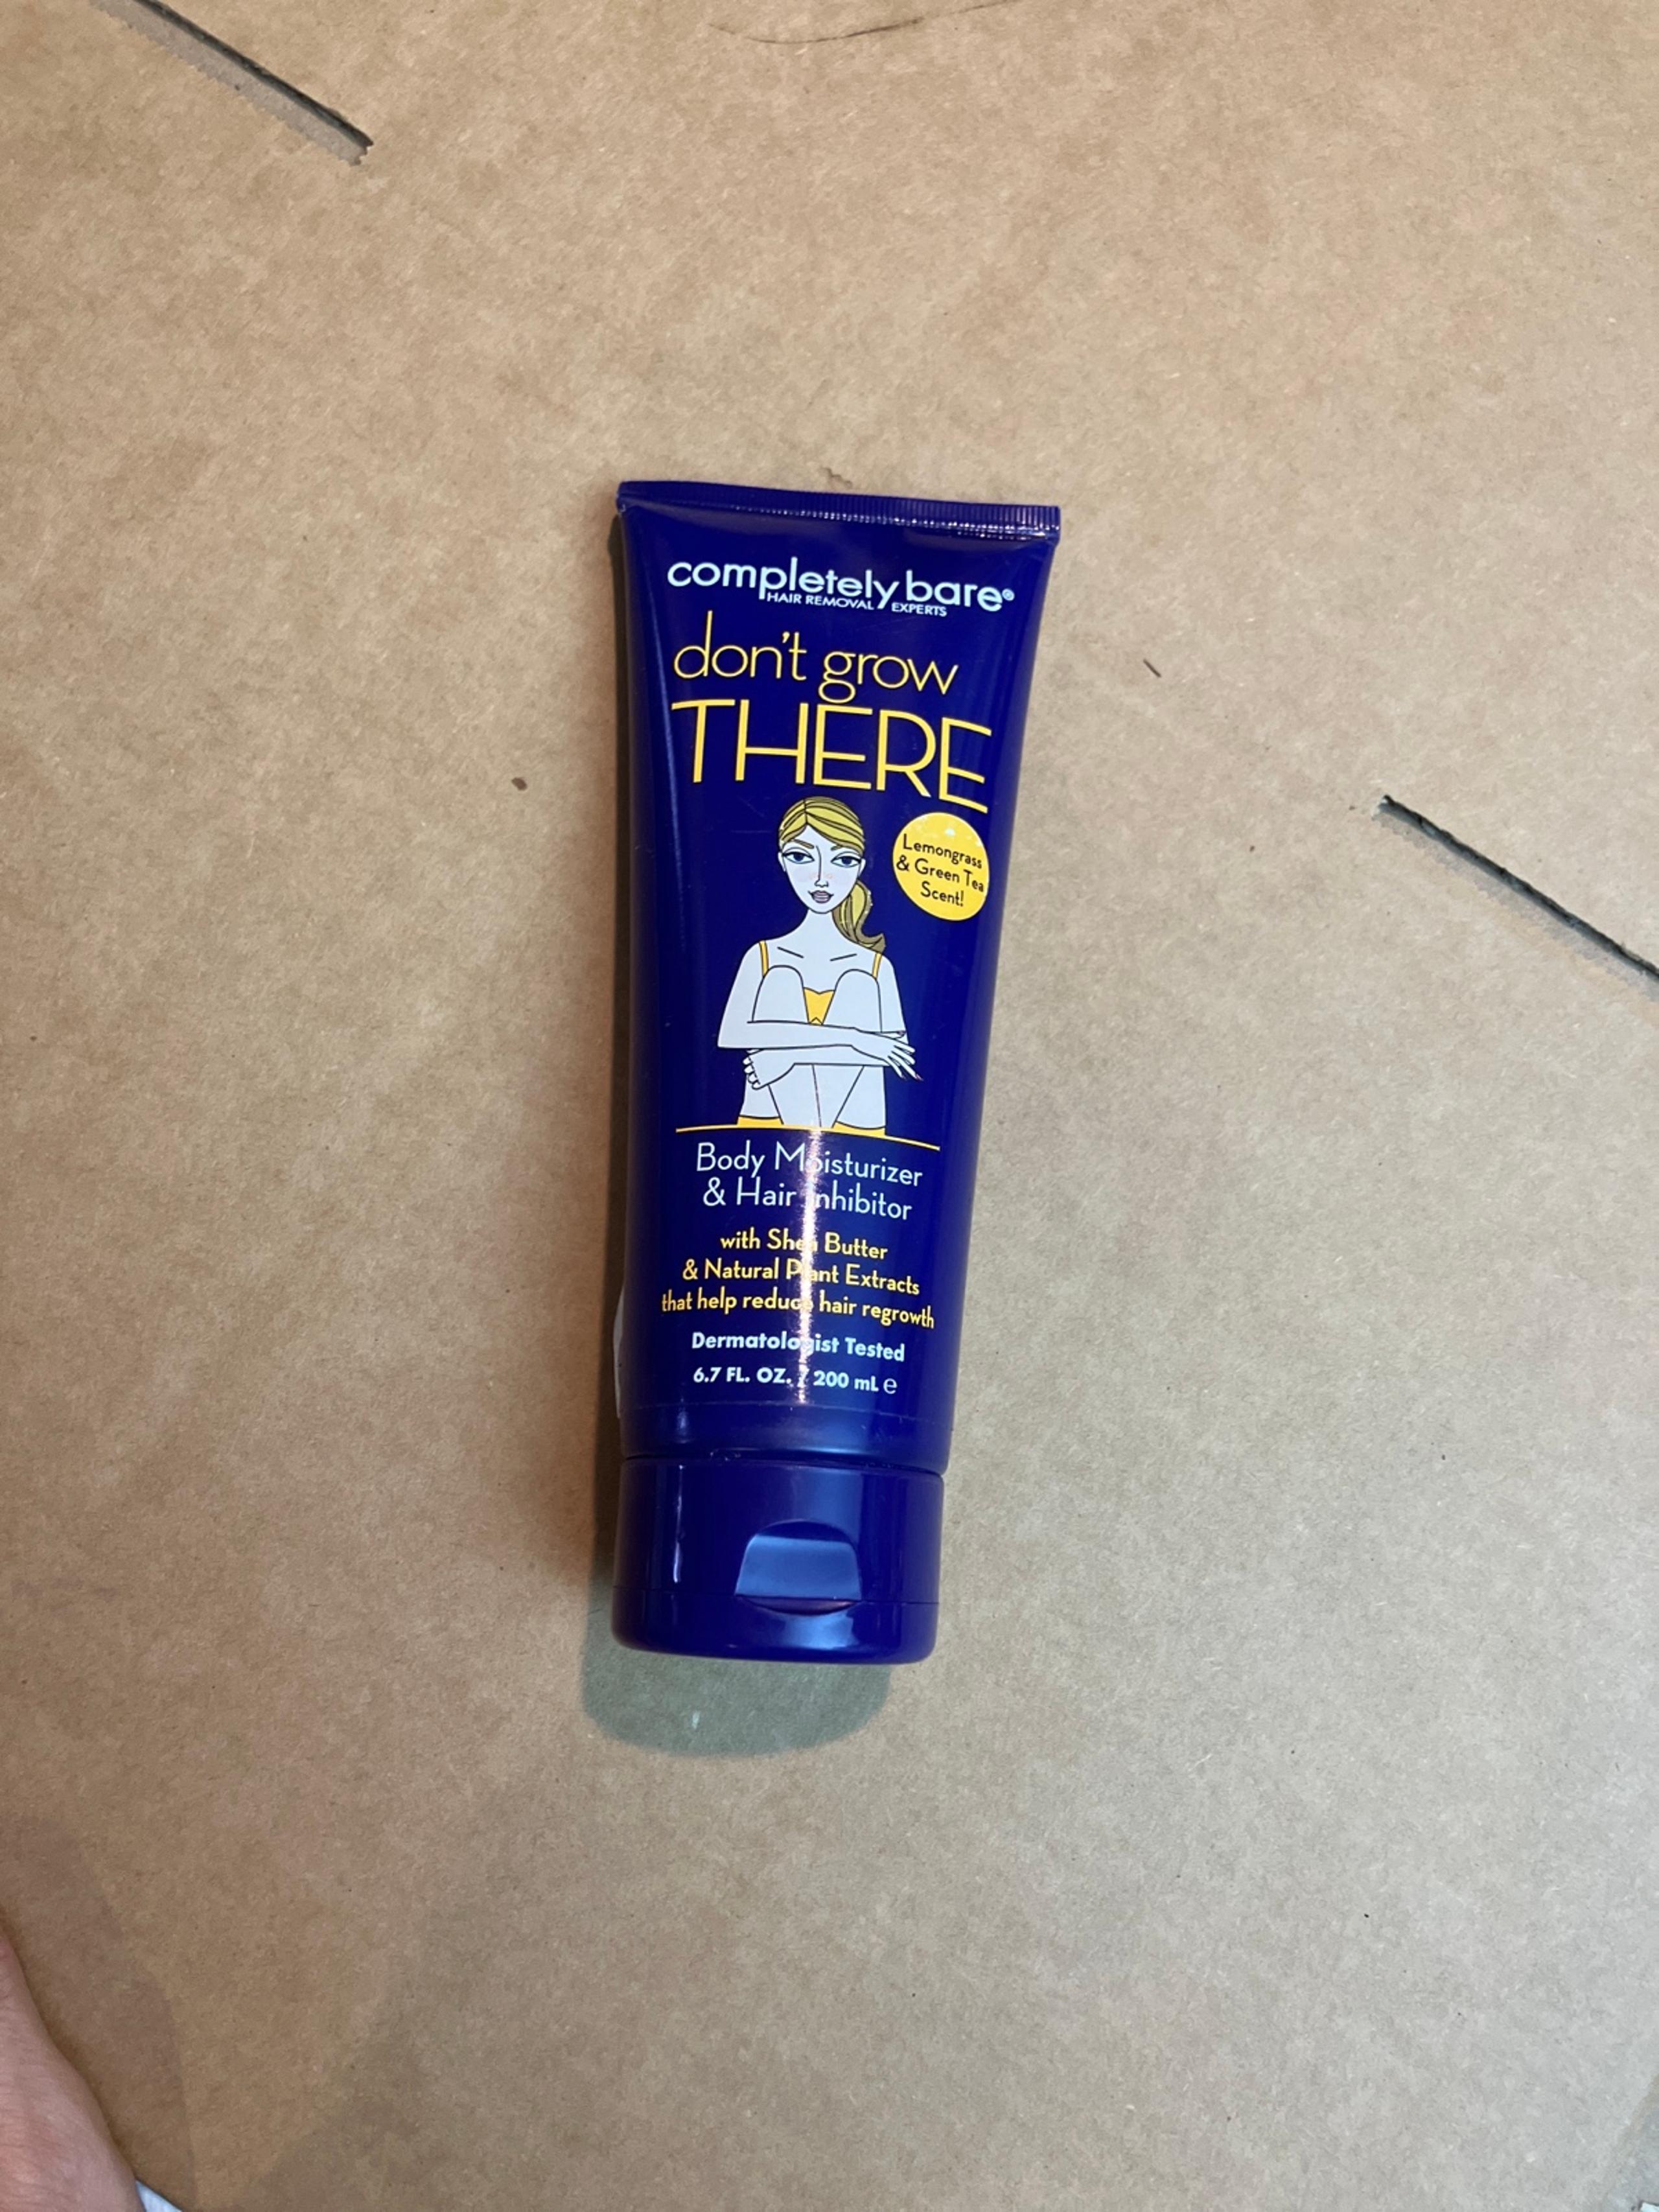 completely bare®
HAIR REMOVAL EXPERTS
don't grow
THERE
Lemongrass
& Green Tea
Scent!
Body Moisturizer
& Hair Inhibitor
with Shea Butter
& Natural Plant Extracts
that help reduce hair regrowth
Dermatologist Tested
6.7 FL. OZ. / 200 mL ℮